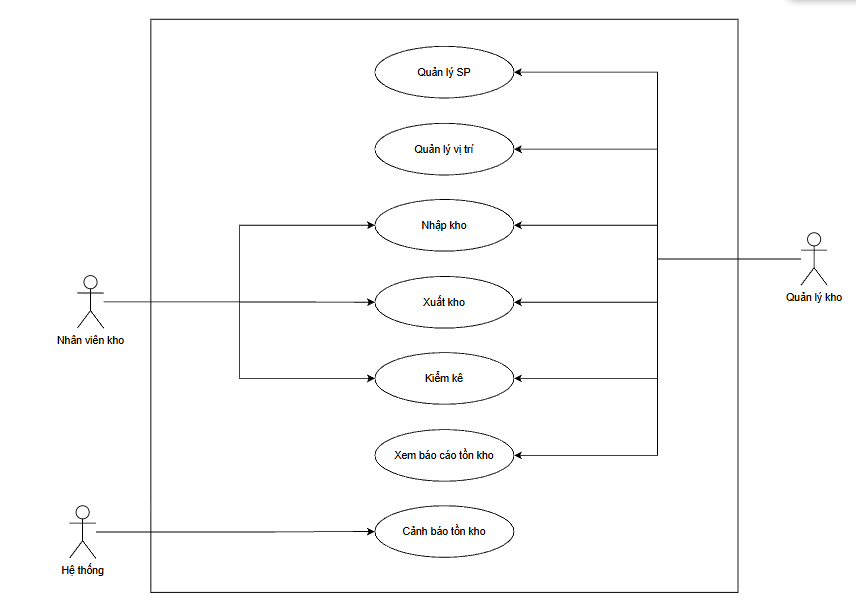 Quản lý SP
Quản lý vị trí
Nhập kho
Quản lý kho
Xuất kho
Nhân viên kho
Kiểm kê
Xem báo cáo tồn kho
Cảnh báo tồn kho
Hệ thống